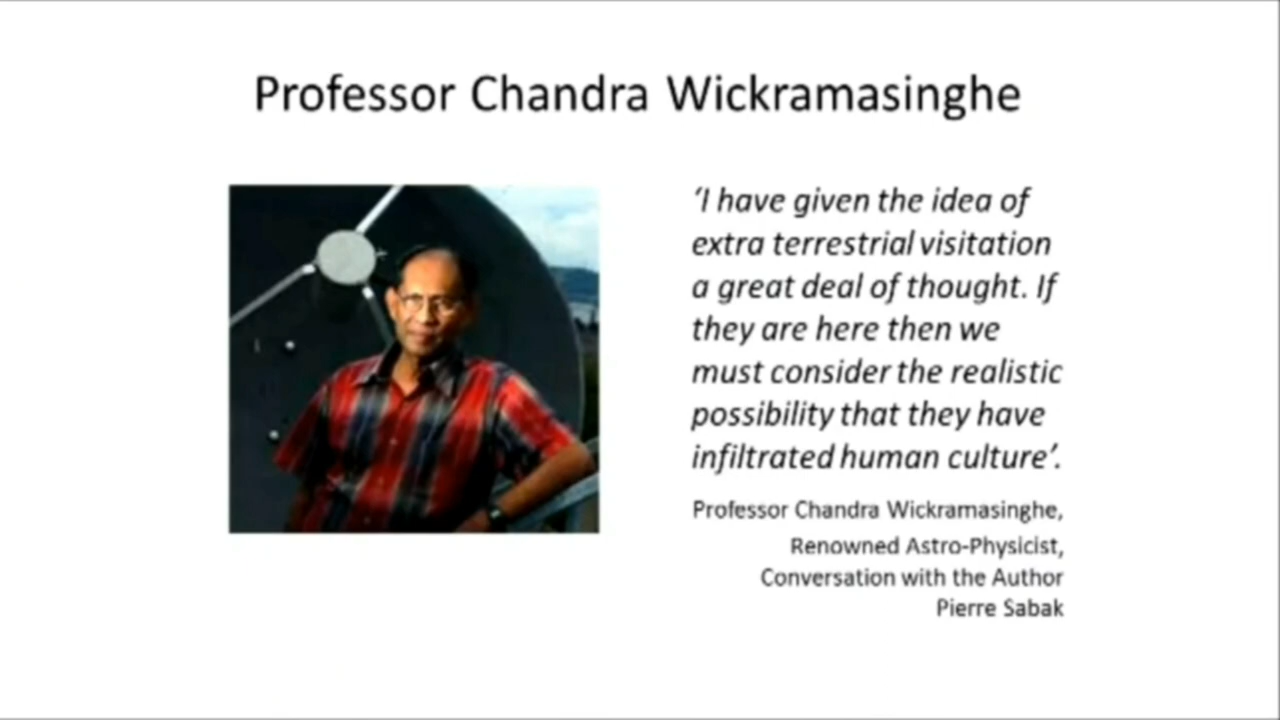 Professor Chandra Wickramasinghe
‘I have given the idea of
extra terrestrial visitation
a great deal of thought. If
they are here then we
must consider the realistic
possibility that they have
infiltrated human culture’.
Professor Chandra Wickramasinghe,
Renowned Astro-Physicist,
Conversation with the Author
Pierre Sabak